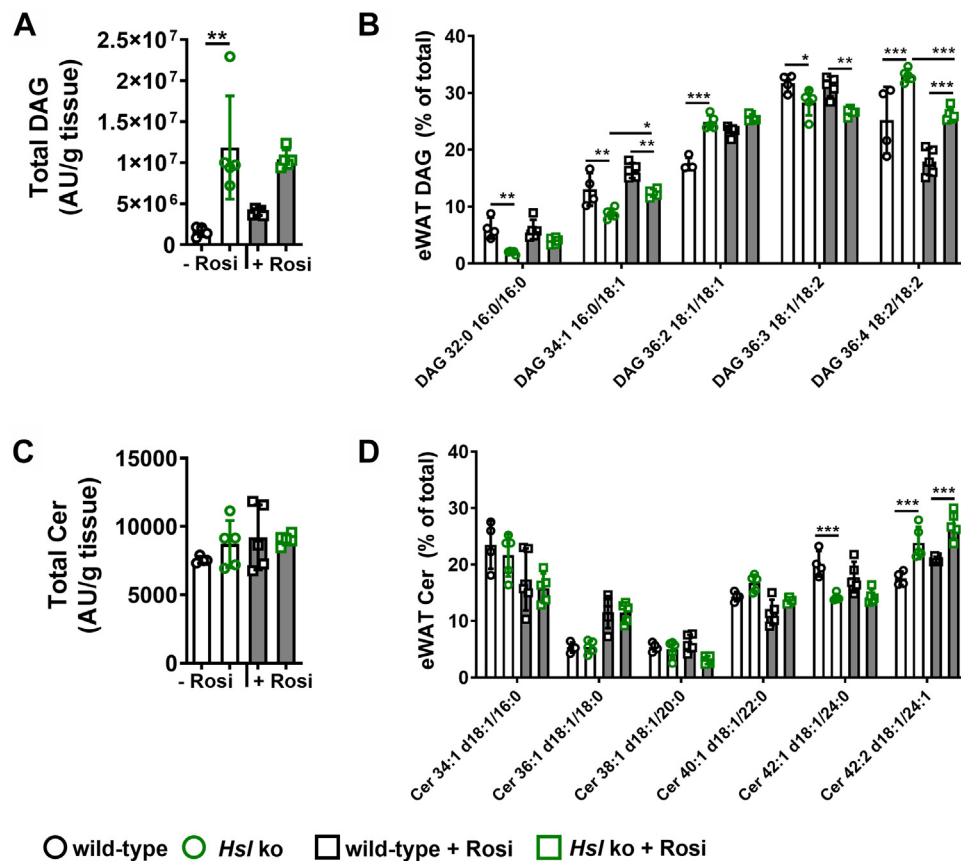 A
Total DAG
(AU/g tissue)
2.5×10⁷
2.0×10⁷
1.5×10⁷
1.0×10⁷
5.0×10⁶
0
**
- Rosi + Rosi
B
eWAT DAG (% of total)
40
30
20
10
0
**
**
*
**
***
*
**
***
***
***
DAG 32:0 16:0/16:0
DAG 34:1 16:0/18:1
DAG 36:2 18:1/18:1
DAG 36:3 18:1/18:2
DAG 36:4 18:2/18:2
C
Total Cer
(AU/g tissue)
15000
10000
5000
0
- Rosi + Rosi
D
eWAT Cer (% of total)
40
30
20
10
0
***
***
***
Cer 34:1 d18:1/16:0
Cer 36:1 d18:1/18:0
Cer 38:1 d18:1/20:0
Cer 40:1 d18:1/22:0
Cer 42:1 d18:1/24:0
Cer 42:2 d18:1/24:1
wild-type Hsl ko wild-type + Rosi Hsl ko + Rosi